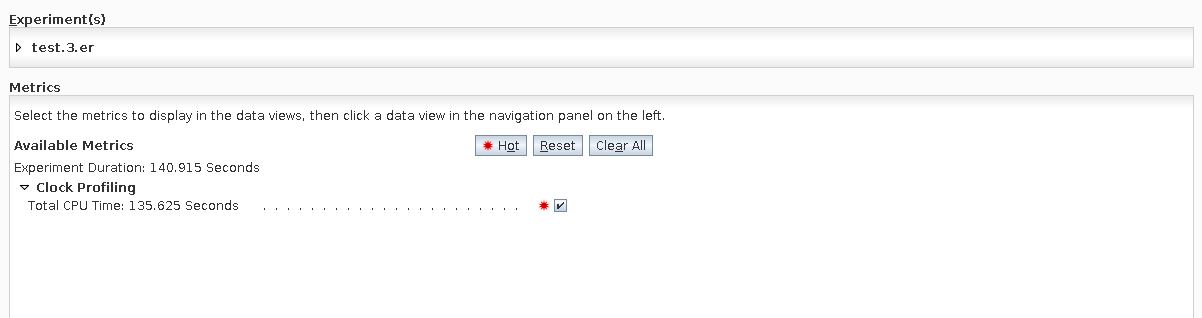 Experiment(s)
test.3.er
Metrics
Select the metrics to display in the data views, then click a data view in the navigation panel on the left.
Available Metrics Hot Reset Clear All
Experiment Duration: 140.915 Seconds
Clock Profiling
Total CPU Time: 135.625 Seconds . . . . . . . . . . . . . . . . . . . . . .